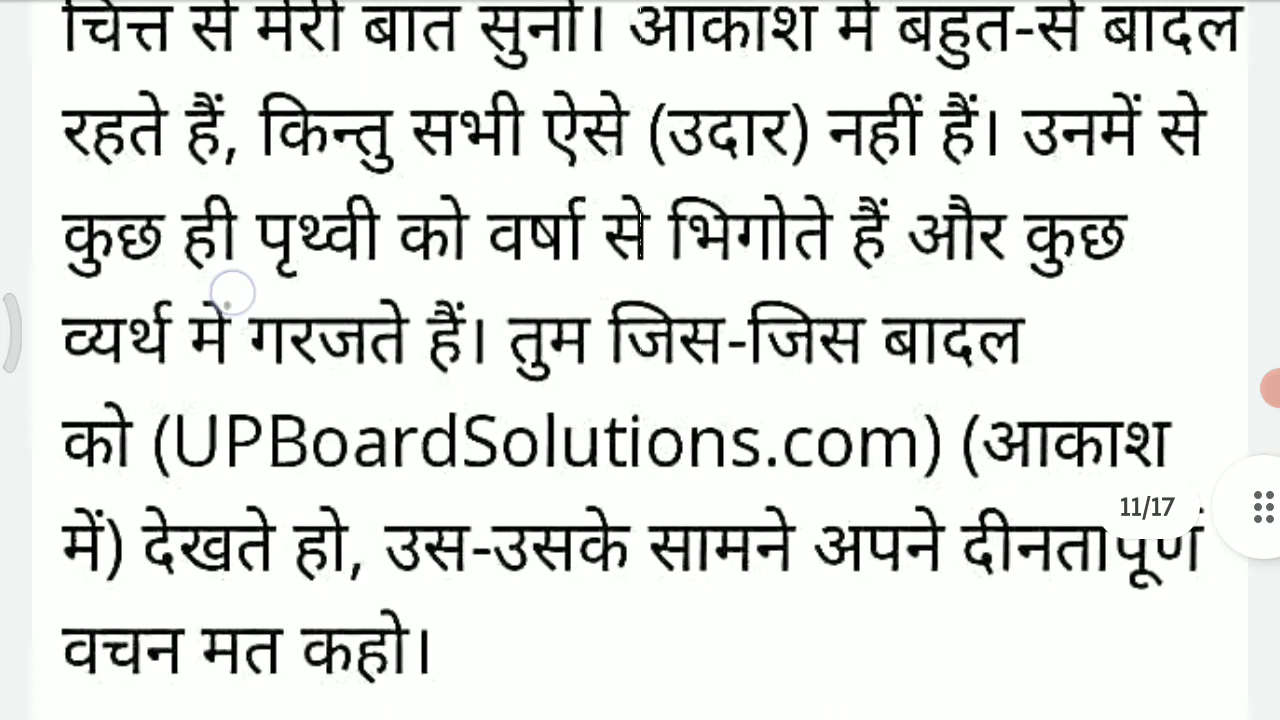 चित्त से मेरी बात सुनो। आकाश में बहुत-से बादल
रहते हैं, किन्तु सभी ऐसे (उदार) नहीं हैं। उनमें से
कुछ ही पृथ्वी को वर्षा से भिगोते हैं और कुछ
व्यर्थ में गरजते हैं। तुम जिस-जिस बादल
को (UPBoardSolutions.com) (आकाश
में) देखते हो, उस-उसके सामने अपने दीनतापूर्ण
वचन मत कहो।
11/17